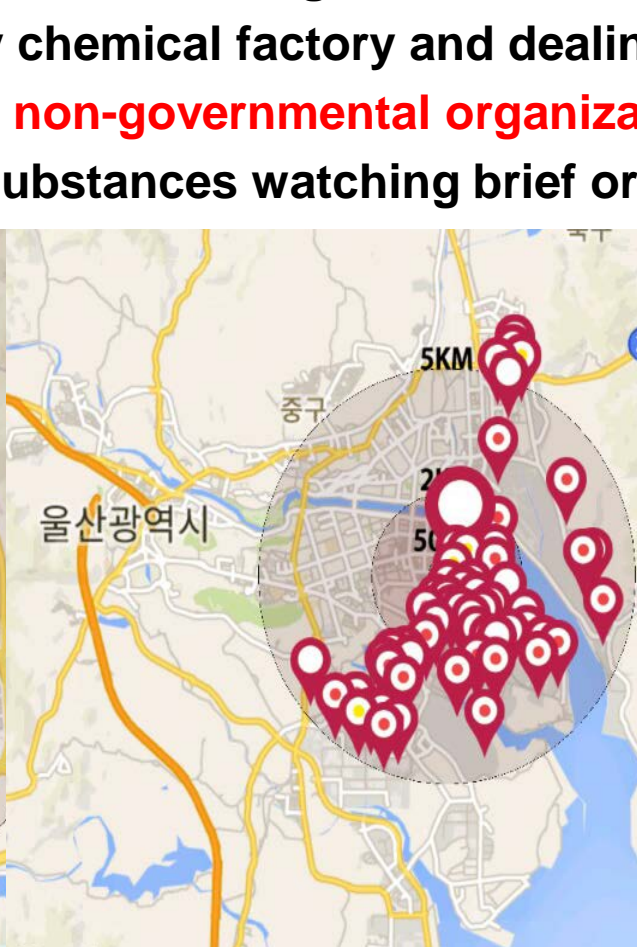 chemical factory and dealin
non-governmental organiza
ubstances watching brief or
5KM
중구
울산광역시